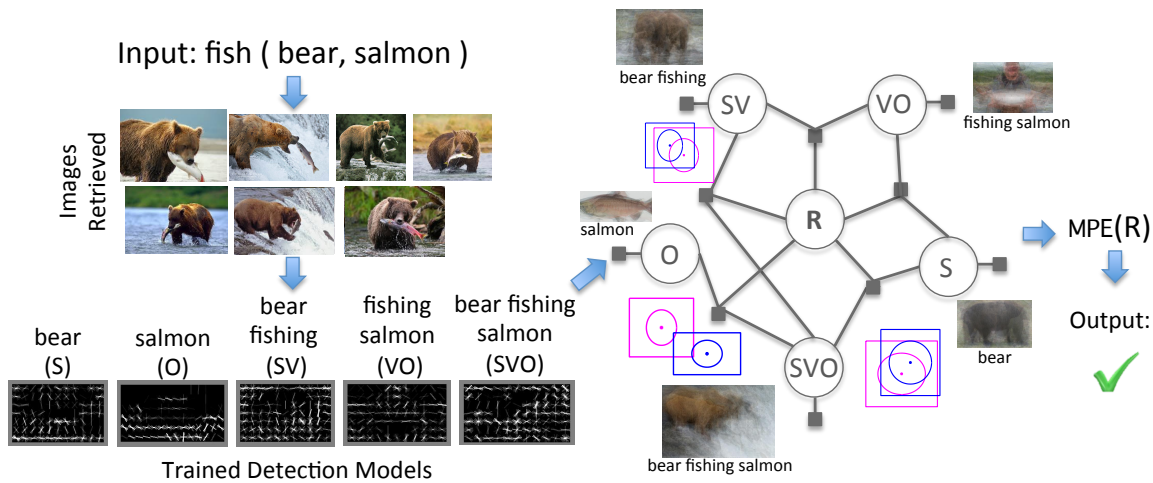 Input: fish ( bear, salmon )
Images
Retrieved
bear
(S)
salmon
(O)
bear
fishing
(SV)
fishing
salmon
(VO)
bear fishing
salmon
(SVO)
Trained Detection Models
bear fishing
SV
VO
fishing salmon
salmon
O
R
S
bear
SVO
bear fishing salmon
MPE(R)
Output: